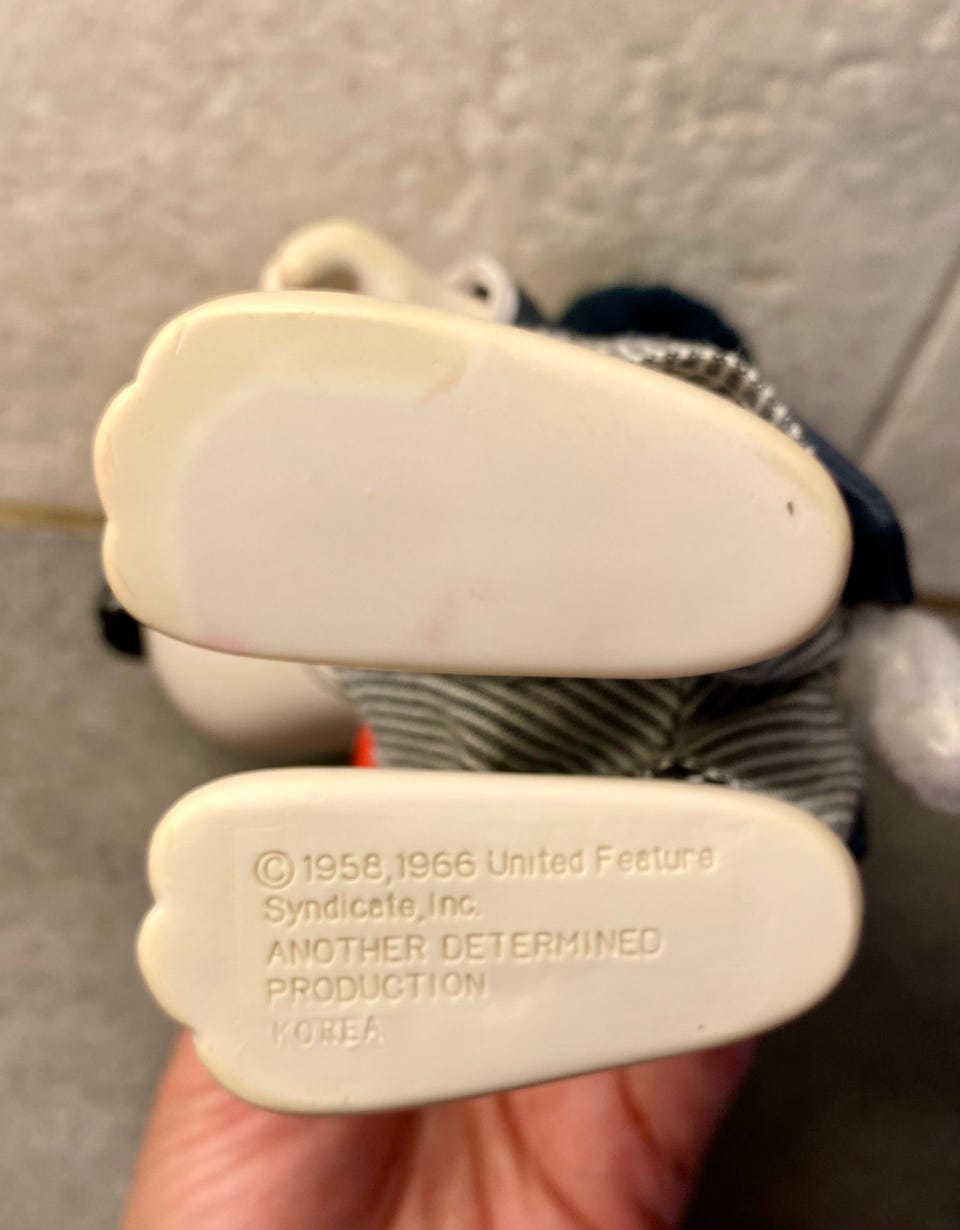 © 1958, 1966 United Feature
Syndicate, Inc.
ANOTHER DETERMINED
PRODUCTION
KOREA